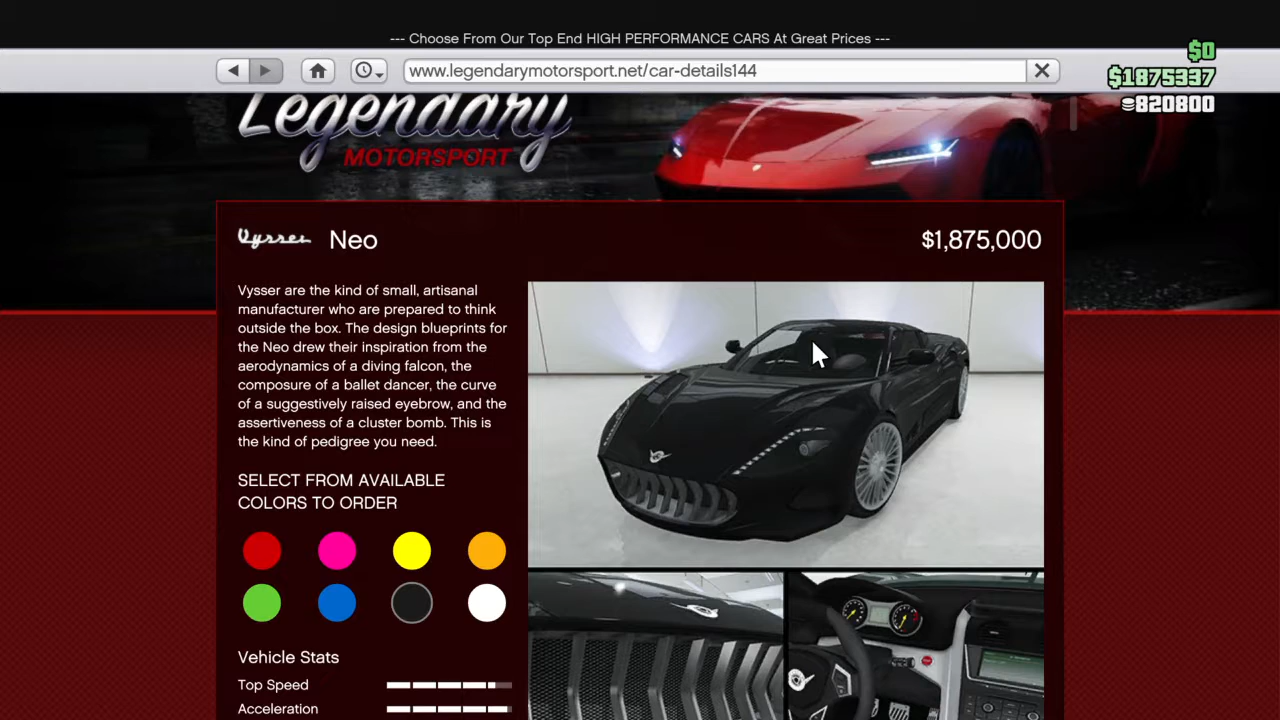 --- Choose From Our Top End HIGH PERFORMANCE CARS At Great Prices ---
$0
www.legendarymotorsport.net/car-details144
$1875337
820800
Legendary
MOTORSPORT
Vysser Neo
$1,875,000
Vysser are the kind of small, artisanal
manufacturer who are prepared to think
outside the box. The design blueprints for
the Neo drew their inspiration from the
aerodynamics of a diving falcon, the
composure of a ballet dancer, the curve
of a suggestively raised eyebrow, and the
assertiveness of a cluster bomb. This is
the kind of pedigree you need.
SELECT FROM AVAILABLE
COLORS TO ORDER
Vehicle Stats
Top Speed
Acceleration